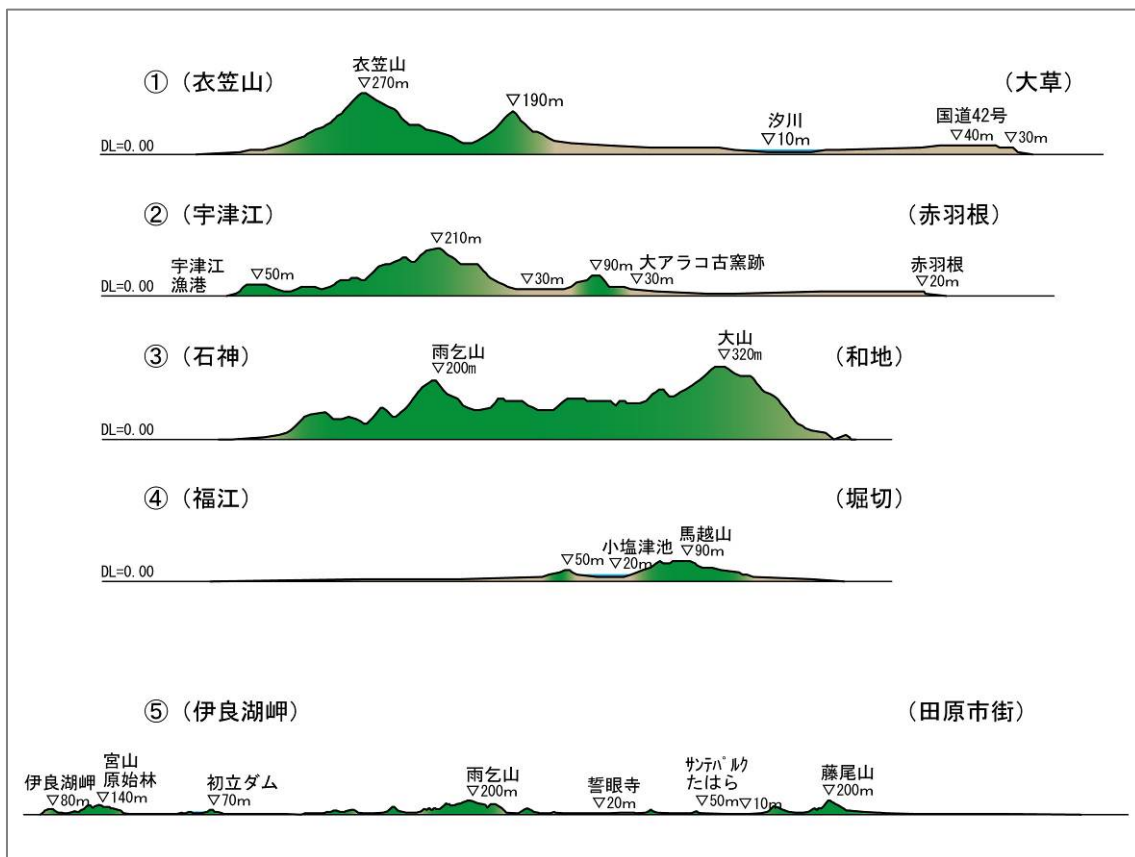 ①（衣笠山）
衣笠山
▽270m
▽190m
汐川
▽10m
国道42号
▽40m
▽30m
（大草）
DL=0.00
②（宇津江）
（赤羽根）
宇津江
漁港
▽50m
▽210m
▽30m
▽90m
大アラコ古窯跡
▽30m
赤羽根
▽20m
DL=0.00
③（石神）
雨乞山
▽200m
大山
▽320m
（和地）
DL=0.00
④（福江）
（堀切）
▽50m
小塩津池
▽20m
馬越山
▽90m
DL=0.00
⑤（伊良湖岬）
（田原市街）
伊良湖岬
▽80m
宮山
原始林
▽140m
初立ダム
▽70m
雨乞山
▽200m
誓眼寺
▽20m
ｻﾝﾃﾊﾟﾙｸ
たはら
▽50m
▽10m
藤尾山
▽200m